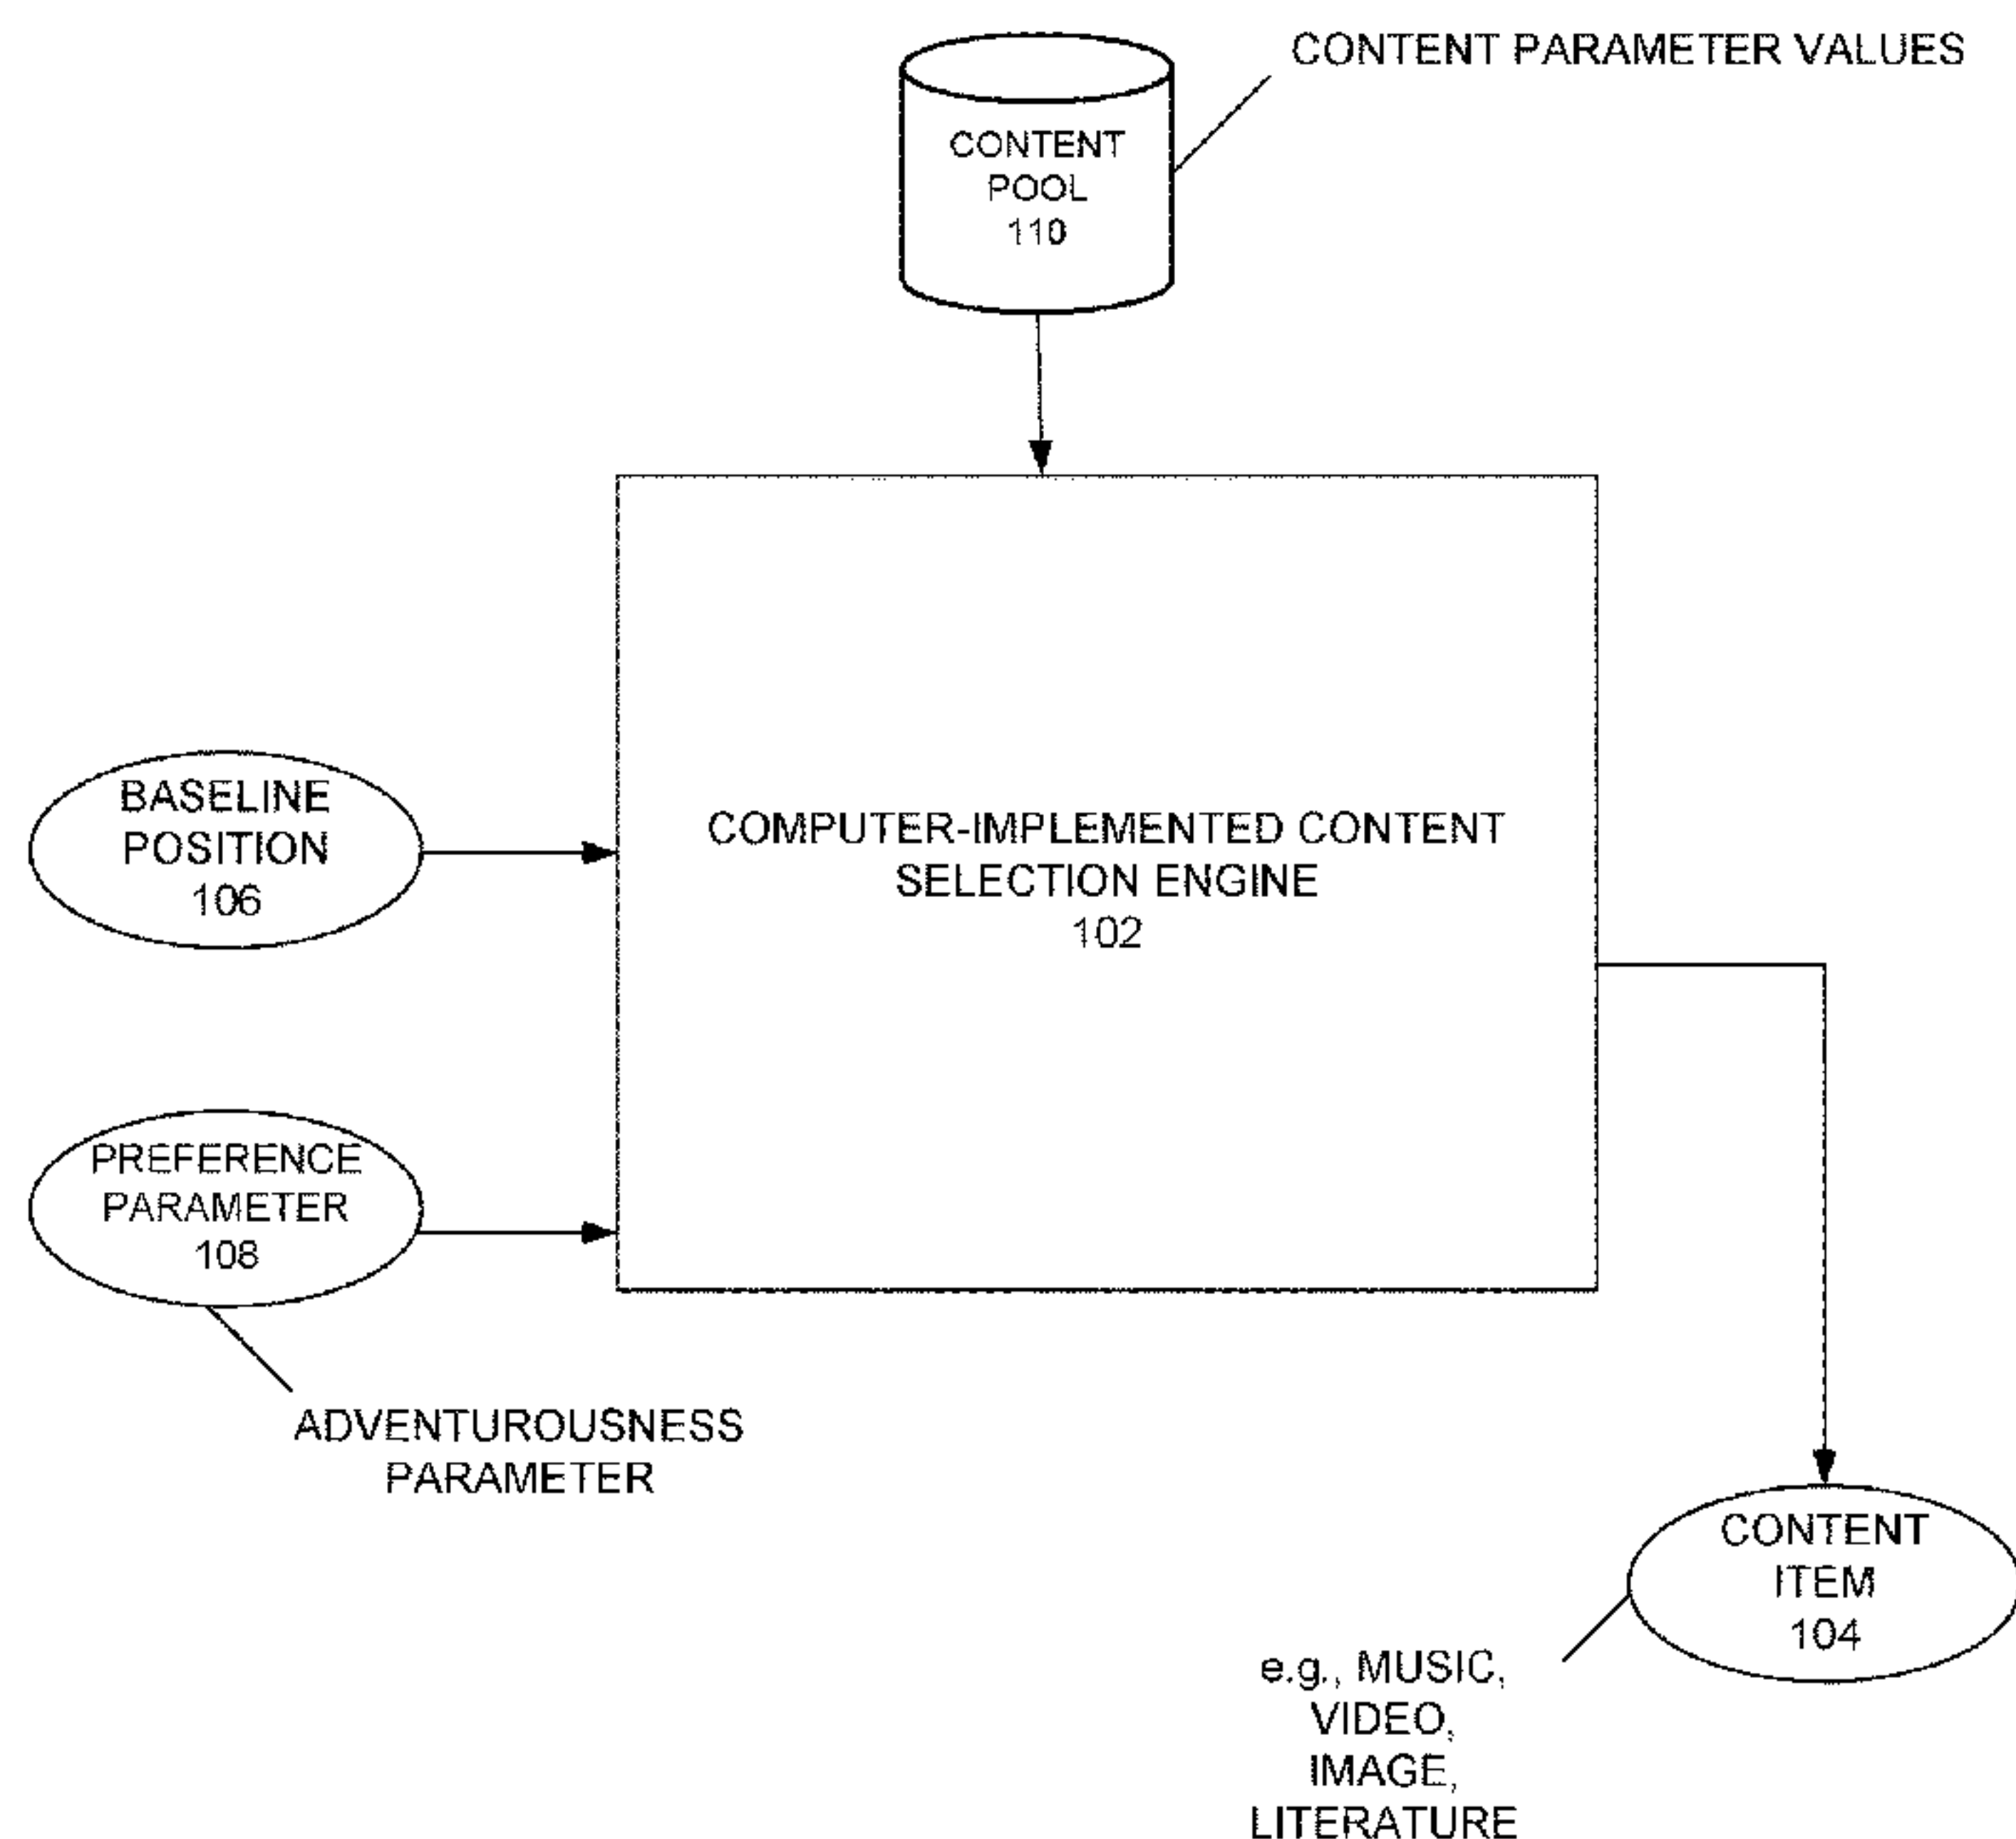 CONTENT PARAMETER VALUES
CONTENT
POOL
110
BASELINE
POSITION
106
COMPUTER-IMPLEMENTED CONTENT
SELECTION ENGINE
102
PREFERENCE
PARAMETER
108
ADVENTUROUSNESS
PARAMETER
CONTENT
ITEM
104
e.g., MUSIC,
VIDEO,
IMAGE,
LITERATURE